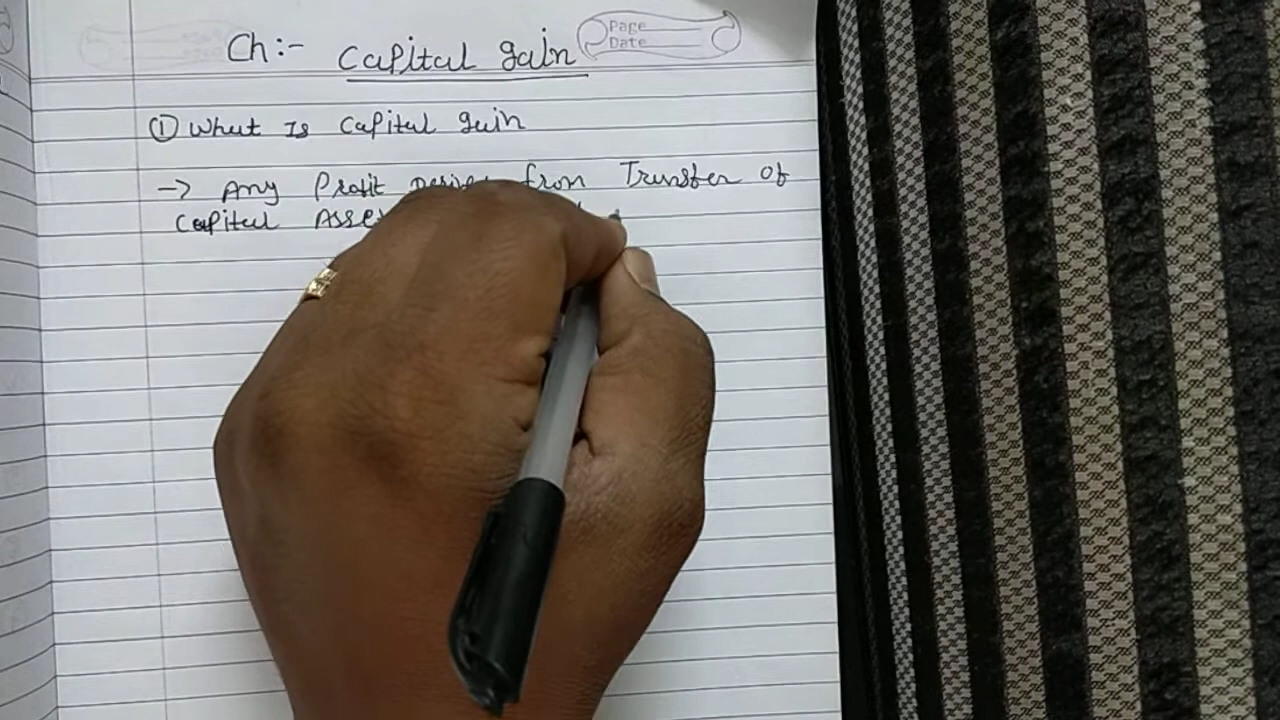 Page
Date
Ch:- Capital Gain
① What Is Capital Gain
→ Any Profit from Transfer Of
Capital